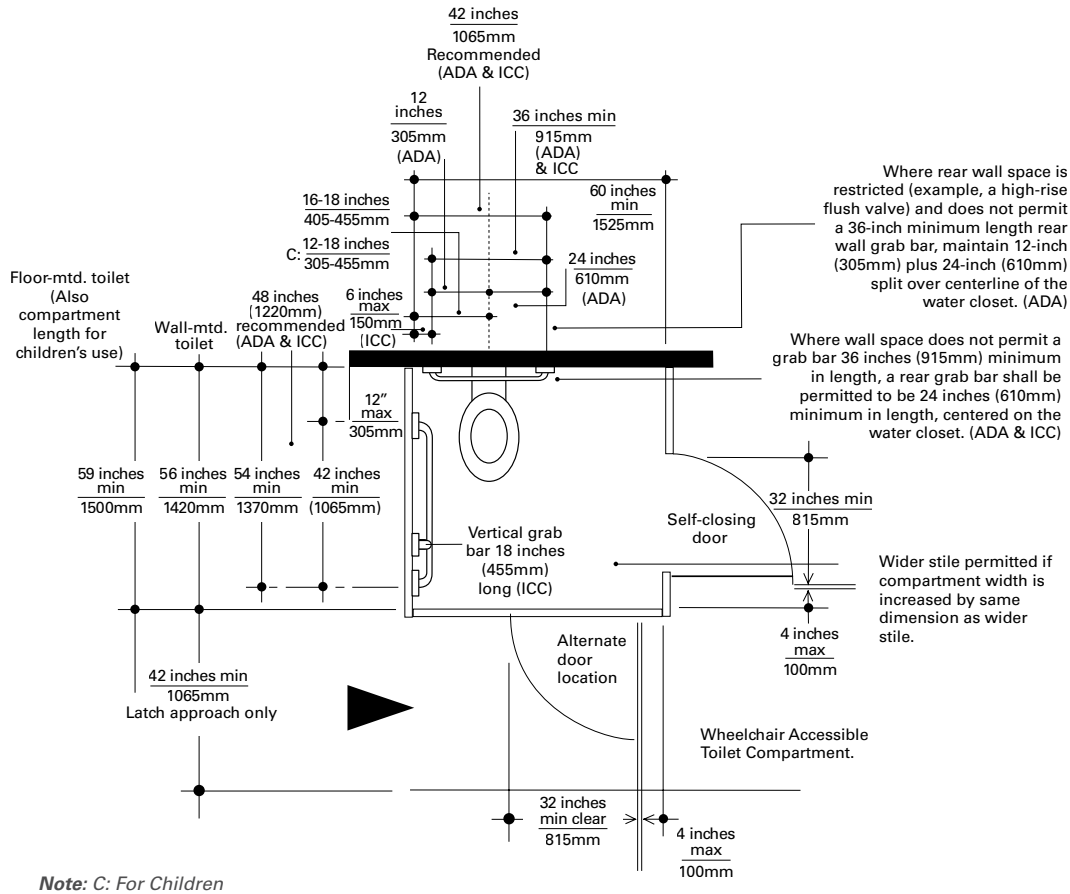 42 inches
1065mm
Recommended
(ADA & ICC)
12
inches
305mm
(ADA)
36 inches min
915mm
(ADA)
& ICC
60 inches
min
1525mm
16-18 inches
405-455mm
C: 12-18 inches
305-455mm
24 inches
610mm
(ADA)
6 inches
max
150mm
(ICC)
Where rear wall space is
restricted (example, a high-rise
flush valve) and does not permit
a 36-inch minimum length rear
wall grab bar, maintain 12-inch
(305mm) plus 24-inch (610mm)
split over centerline of the
water closet. (ADA)
Floor-mtd. toilet
(Also
compartment
length for
children's use)
Wall-mtd.
toilet
48 inches
(1220mm)
recommended
(ADA & ICC)
Where wall space does not permit a
grab bar 36 inches (915mm) minimum
in length, a rear grab bar shall be
permitted to be 24 inches (610mm)
minimum in length, centered on the
water closet. (ADA & ICC)
12″
max
305mm
59 inches
min
1500mm
56 inches
min
1420mm
54 inches
min
1370mm
42 inches
min
(1065mm)
32 inches min
815mm
Self-closing
door
Vertical grab
bar 18 inches
(455mm)
long (ICC)
Wider stile permitted if
compartment width is
increased by same
dimension as wider
stile.
4 inches
max
100mm
Alternate
door
location
42 inches min
1065mm
Latch approach only
Wheelchair Accessible
Toilet Compartment.
32 inches
min clear
815mm
4 inches
max
100mm
Note: C: For Children